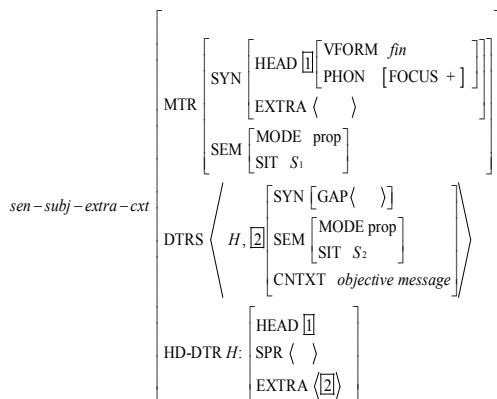 VFORM fin
HEAD 1
PHON [FOCUS +]
SYN
EXTRA ⟨ ⟩
MTR
MODE prop
SEM
SIT S1
sen – subj – extra – cxt
SYN [GAP⟨ ⟩]
MODE prop
DTRS ⟨ H, 2 SEM ⟩
SIT S2
CNTXT objective message
HEAD 1
HD-DTR H: SPR ⟨ ⟩
EXTRA ⟨2⟩